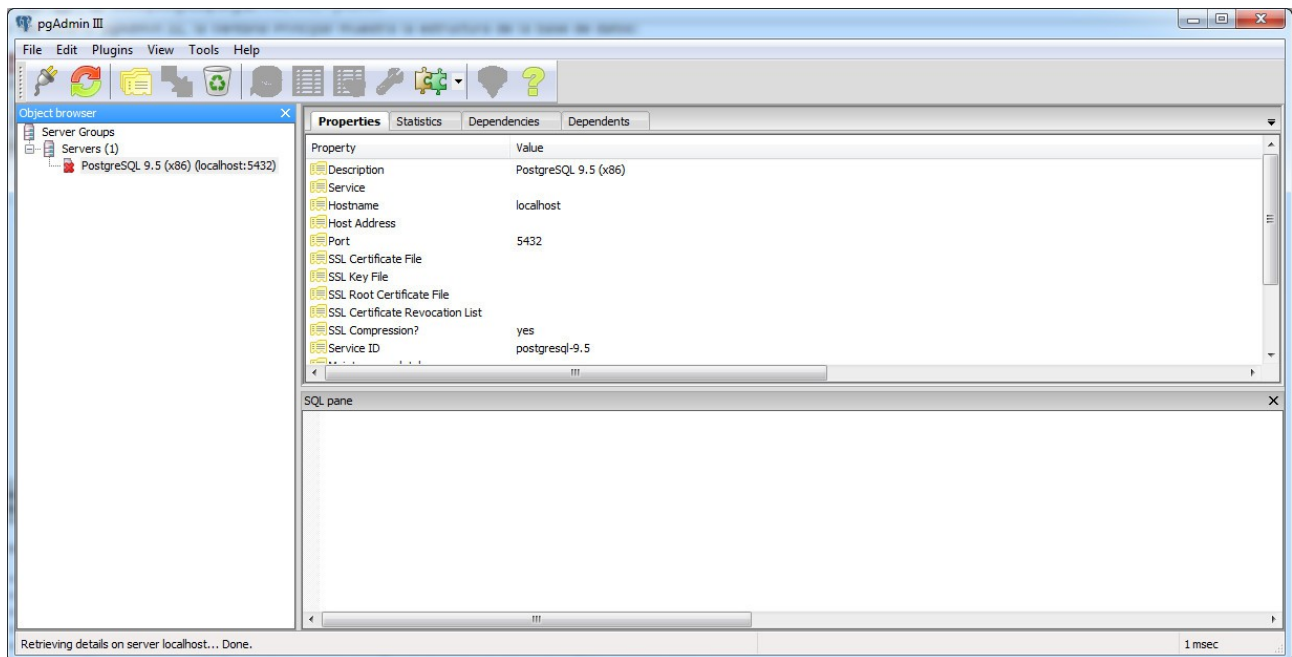 pgAdmin III
File Edit Plugins View Tools Help
Object browser
Server Groups
Servers (1)
PostgreSQL 9.5 (x86) (localhost:5432)
Properties Statistics Dependencies Dependents
Property Value
Description PostgreSQL 9.5 (x86)
Service
Hostname localhost
Host Address
Port 5432
SSL Certificate File
SSL Key File
SSL Root Certificate File
SSL Certificate Revocation List
SSL Compression? yes
Service ID postgresql-9.5
SQL pane
Retrieving details on server localhost... Done. 1 msec